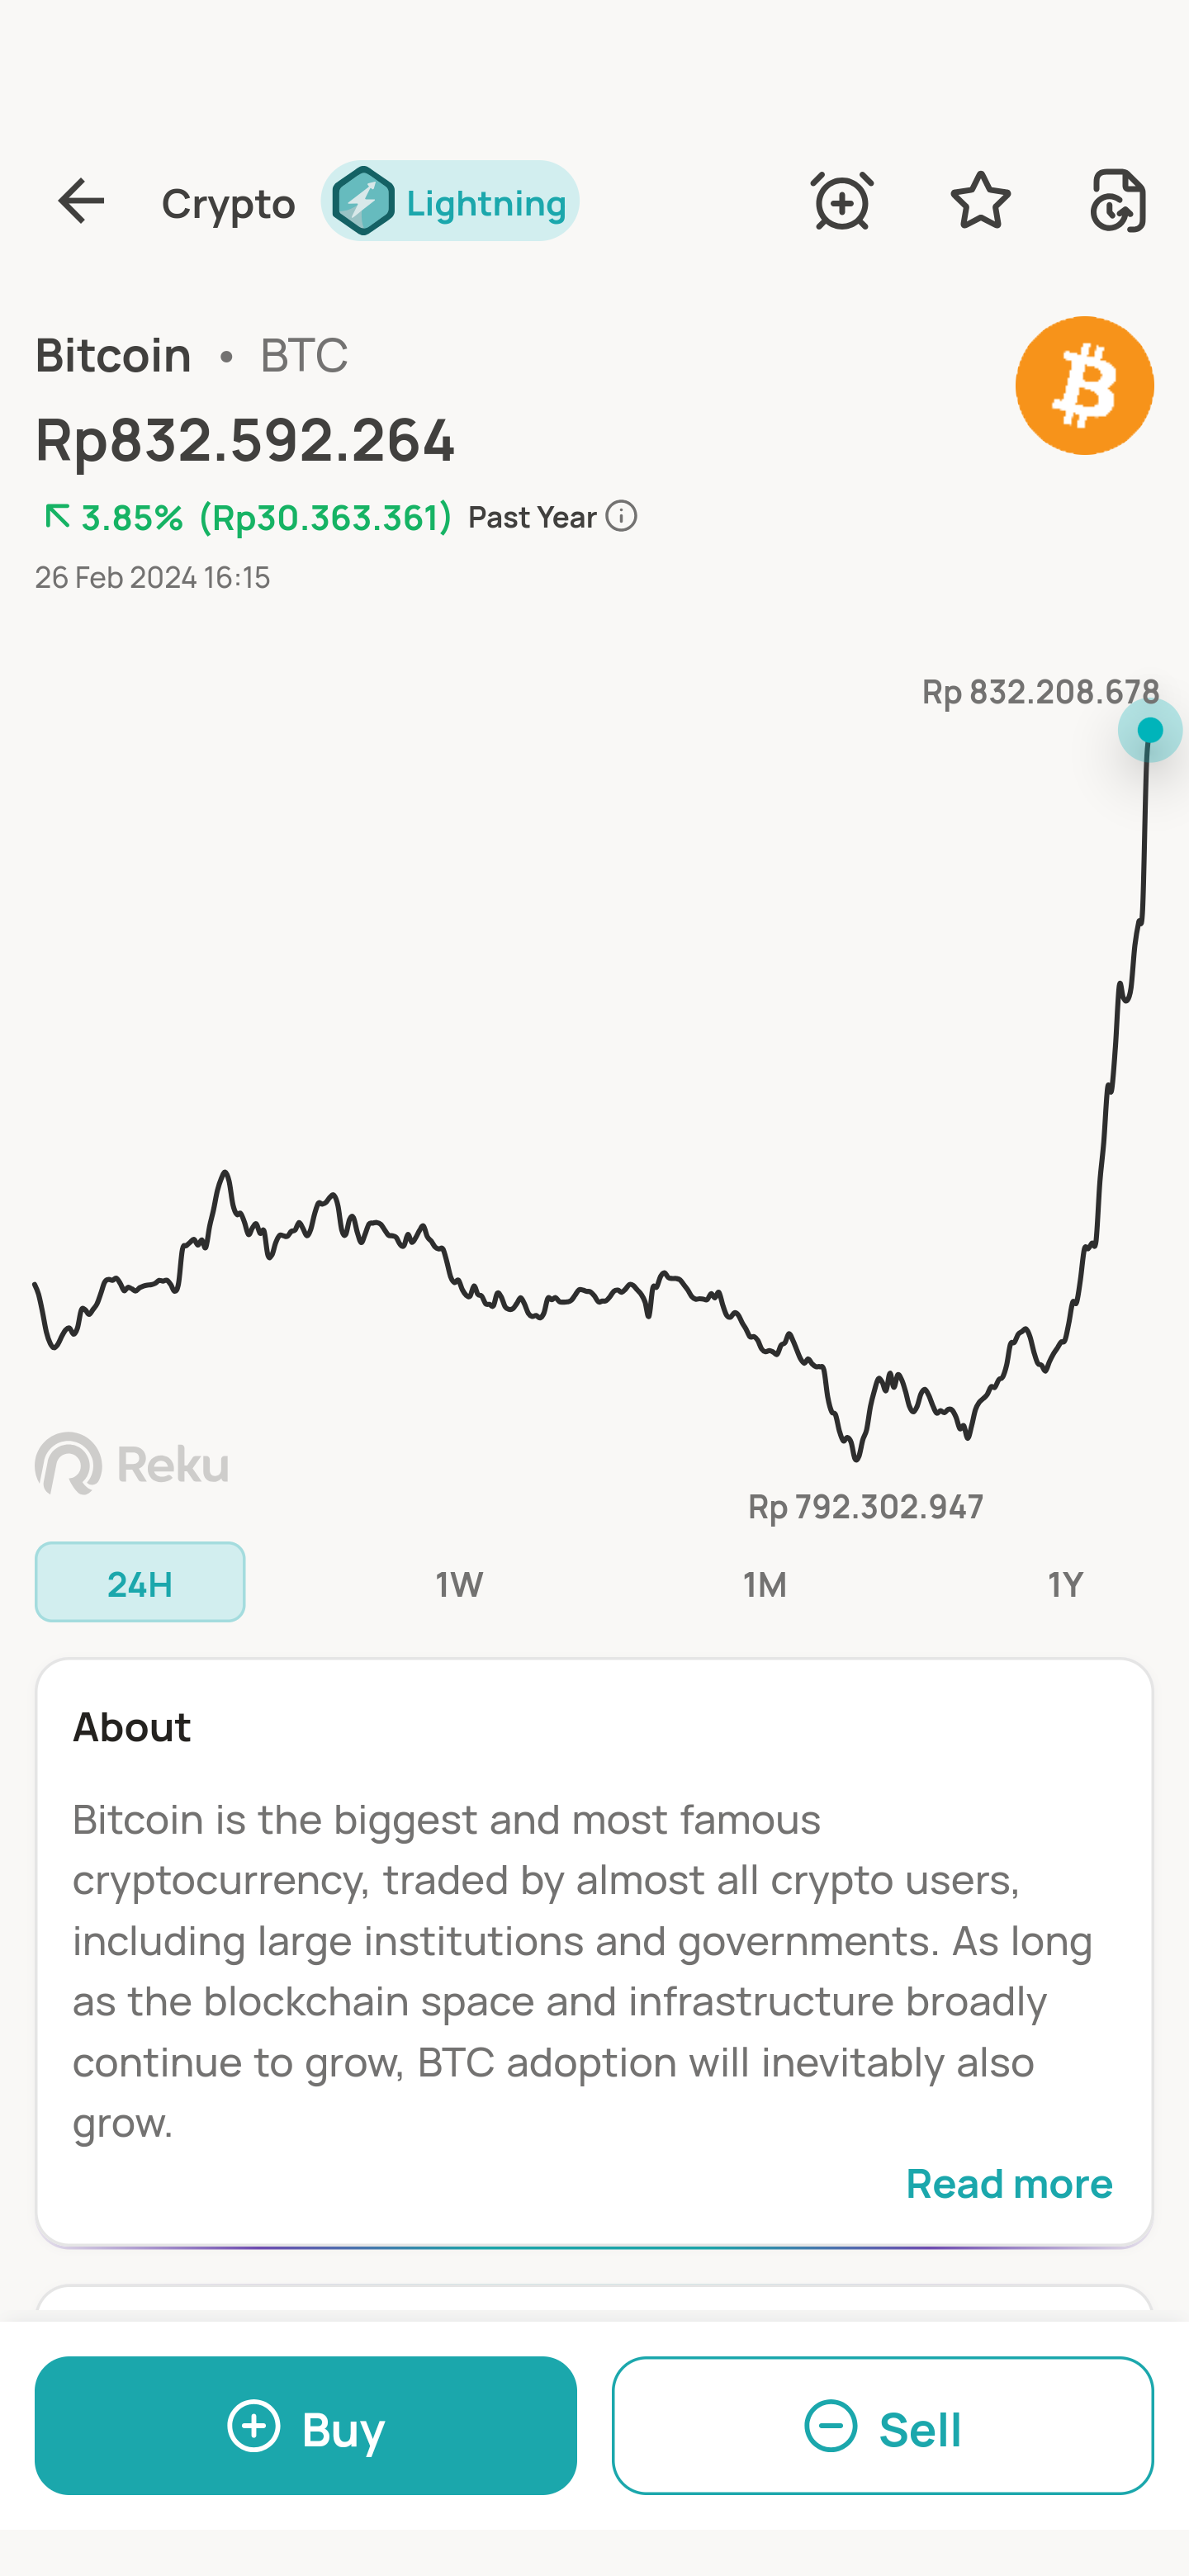 Crypto
Lightning
Bitcoin • BTC
Rp832.592.264
3.85% (Rp30.363.361) Past Year
26 Feb 2024 16:15
Rp 832.208.678
Reku
Rp 792.302.947
24H
1W
1M
1Y
About
Bitcoin is the biggest and most famous
cryptocurrency, traded by almost all crypto users,
including large institutions and governments. As long
as the blockchain space and infrastructure broadly
continue to grow, BTC adoption will inevitably also
grow.
Read more
Buy
Sell